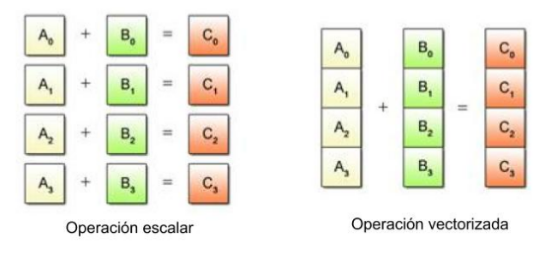 A₀ + B₀ = C₀
A₁ + B₁ = C₁
A₂ + B₂ = C₂
A₃ + B₃ = C₃
Operación escalar
A₀ B₀ C₀
A₁ B₁ C₁
+ =
A₂ B₂ C₂
A₃ B₃ C₃
Operación vectorizada